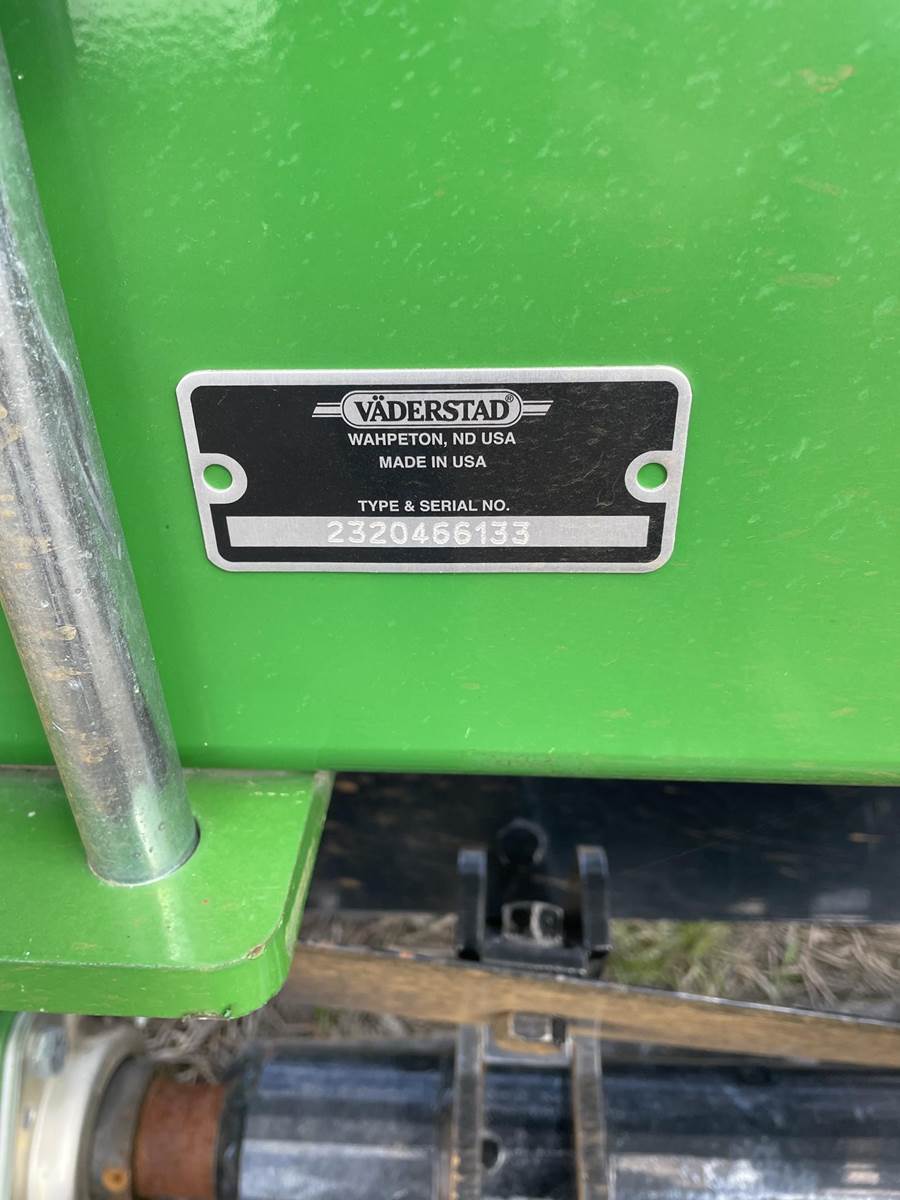 VÄDERSTAD®
WAHPETON, ND USA
MADE IN USA
TYPE & SERIAL NO.
2320466133